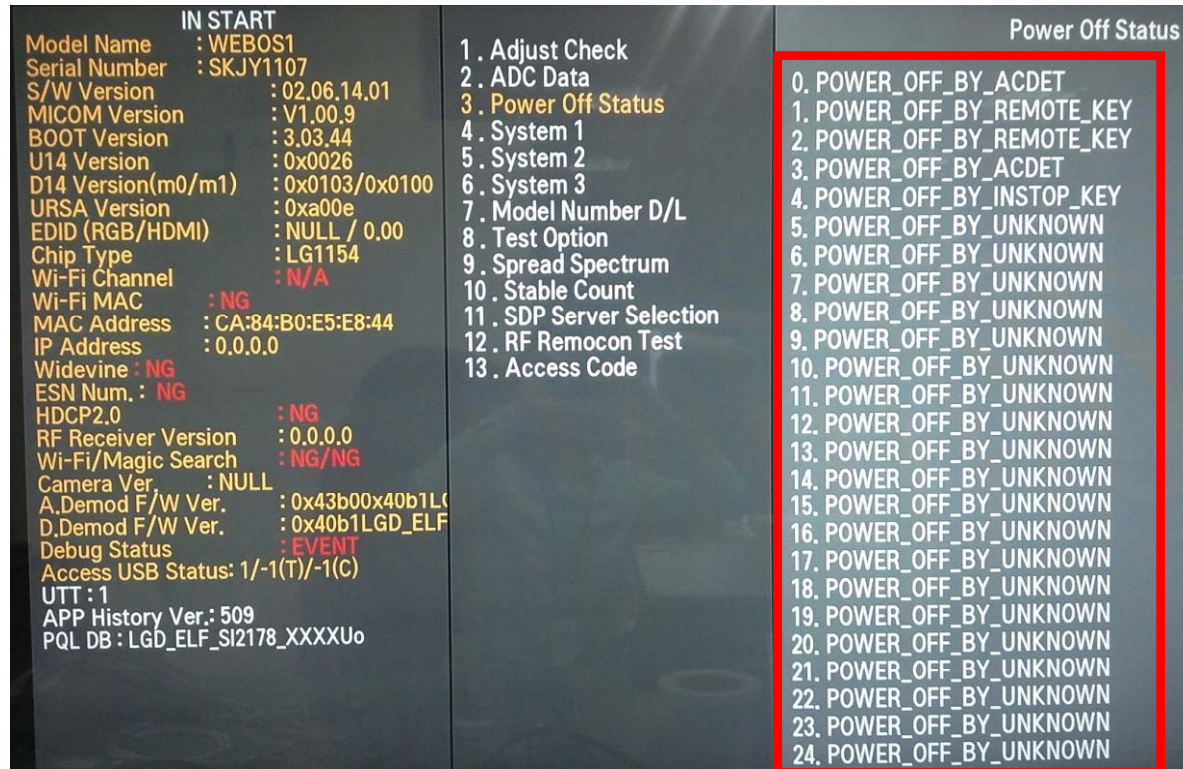 IN START
Model Name : WEBOS1
Serial Number : SKJY1107
S/W Version : 02.06.14.01
MICOM Version : V1.00.9
BOOT Version : 3.03.44
U14 Version : 0x0026
D14 Version(m0/m1) : 0x0103/0x0100
URSA Version : 0xa00e
EDID (RGB/HDMI) : NULL / 0.00
Chip Type : LG1154
Wi-Fi Channel : N/A
Wi-Fi MAC : NG
MAC Address : CA:84:B0:E5:E8:44
IP Address : 0.0.0.0
Widevine : NG
ESN Num. : NG
HDCP2.0 : NG
RF Receiver Version : 0.0.0.0
Wi-Fi/Magic Search : NG/NG
Camera Ver. : NULL
A.Demod F/W Ver. : 0x43b00x40b1L
D.Demod F/W Ver. : 0x40b1LGD_ELF
Debug Status : EVENT
Access USB Status: 1/-1(T)/-1(C)
UTT : 1
APP History Ver.: 509
PQL DB : LGD_ELF_SI2178_XXXXUo
1 . Adjust Check
2 . ADC Data
3 . Power Off Status
4 . System 1
5 . System 2
6 . System 3
7 . Model Number D/L
8 . Test Option
9 . Spread Spectrum
10 . Stable Count
11 . SDP Server Selection
12 . RF Remocon Test
13 . Access Code
Power Off Status
0. POWER_OFF_BY_ACDET
1. POWER_OFF_BY_REMOTE_KEY
2. POWER_OFF_BY_REMOTE_KEY
3. POWER_OFF_BY_ACDET
4. POWER_OFF_BY_INSTOP_KEY
5. POWER_OFF_BY_UNKNOWN
6. POWER_OFF_BY_UNKNOWN
7. POWER_OFF_BY_UNKNOWN
8. POWER_OFF_BY_UNKNOWN
9. POWER_OFF_BY_UNKNOWN
10. POWER_OFF_BY_UNKNOWN
11. POWER_OFF_BY_UNKNOWN
12. POWER_OFF_BY_UNKNOWN
13. POWER_OFF_BY_UNKNOWN
14. POWER_OFF_BY_UNKNOWN
15. POWER_OFF_BY_UNKNOWN
16. POWER_OFF_BY_UNKNOWN
17. POWER_OFF_BY_UNKNOWN
18. POWER_OFF_BY_UNKNOWN
19. POWER_OFF_BY_UNKNOWN
20. POWER_OFF_BY_UNKNOWN
21. POWER_OFF_BY_UNKNOWN
22. POWER_OFF_BY_UNKNOWN
23. POWER_OFF_BY_UNKNOWN
24. POWER_OFF_BY_UNKNOWN